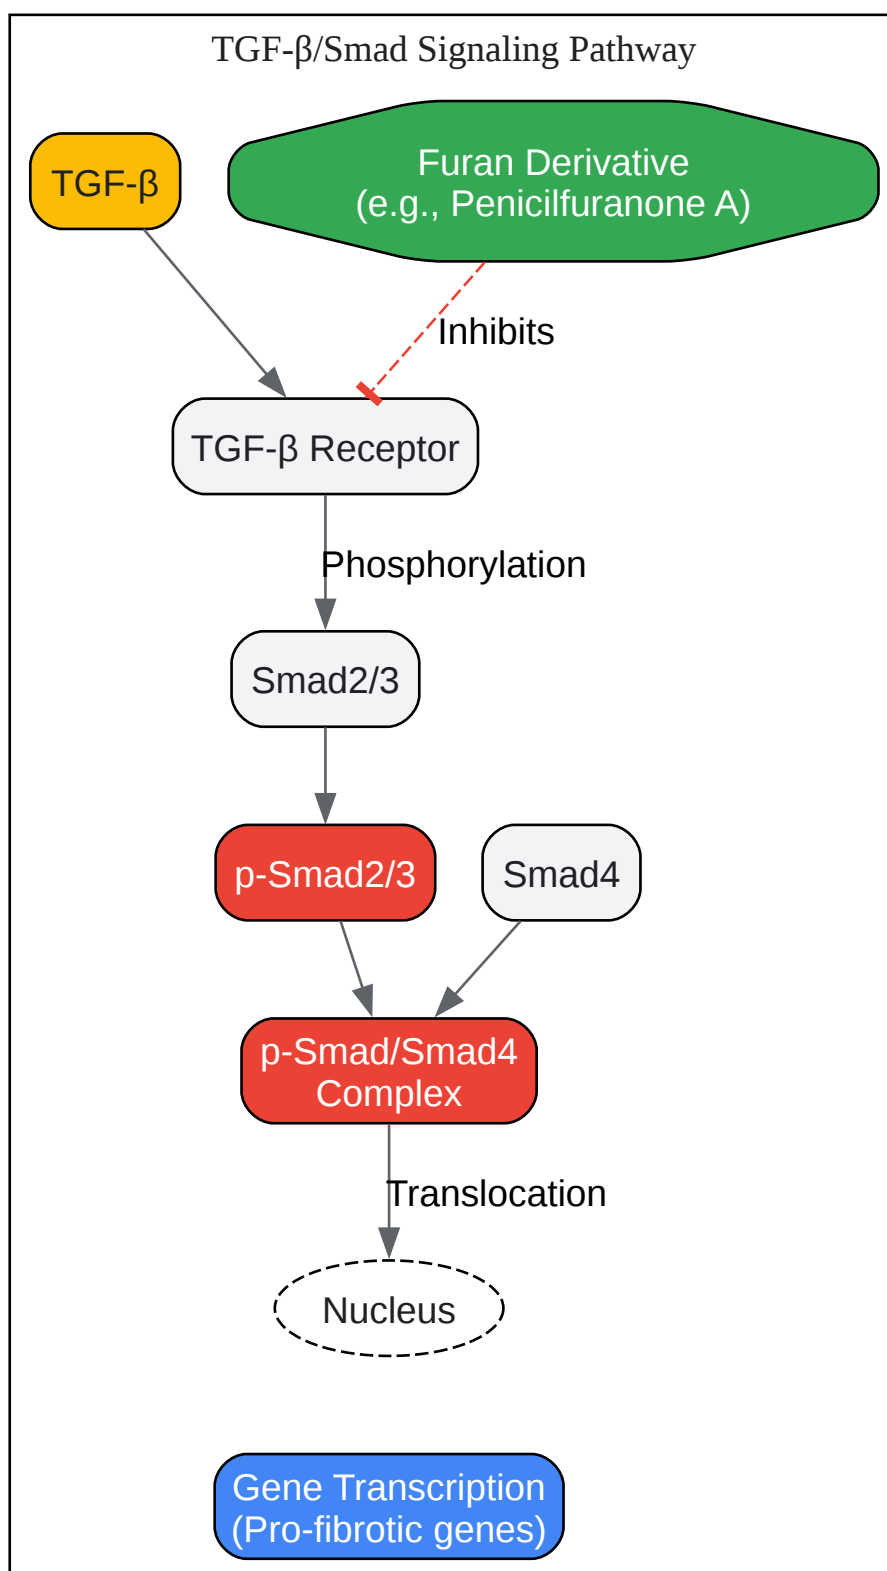 TGF-β/Smad Signaling Pathway
TGF-β
Furan Derivative
(e.g., Penicilfuranone A)
Inhibits
TGF-β Receptor
Phosphorylation
Smad2/3
p-Smad2/3
Smad4
p-Smad/Smad4
Complex
Translocation
Nucleus
Gene Transcription
(Pro-fibrotic genes)